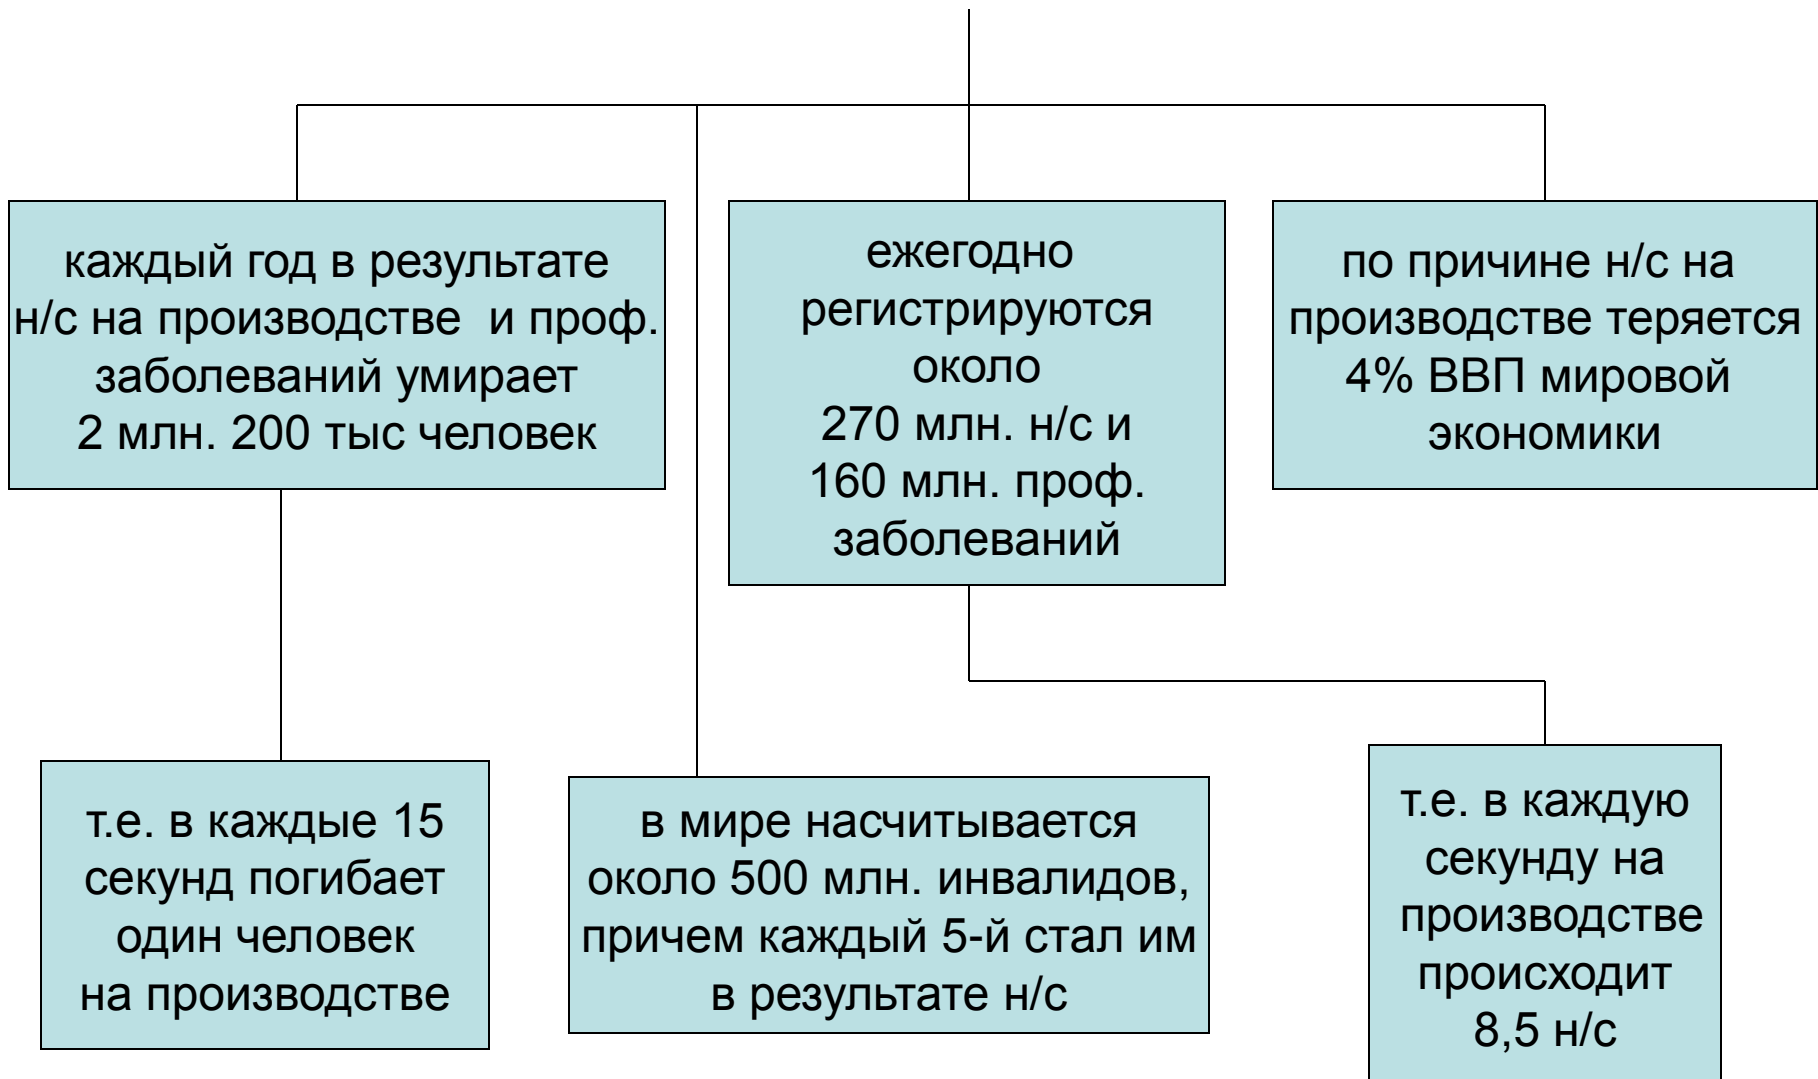 каждый год в результате
н/с на производстве и проф.
заболеваний умирает
2 млн. 200 тыс человек
ежегодно
регистрируются
около
270 млн. н/с и
160 млн. проф.
заболеваний
по причине н/с на
производстве теряется
4% ВВП мировой
экономики
т.е. в каждые 15
секунд погибает
один человек
на производстве
в мире насчитывается
около 500 млн. инвалидов,
причем каждый 5-й стал им
в результате н/с
т.е. в каждую
секунду на
производстве
происходит
8,5 н/с